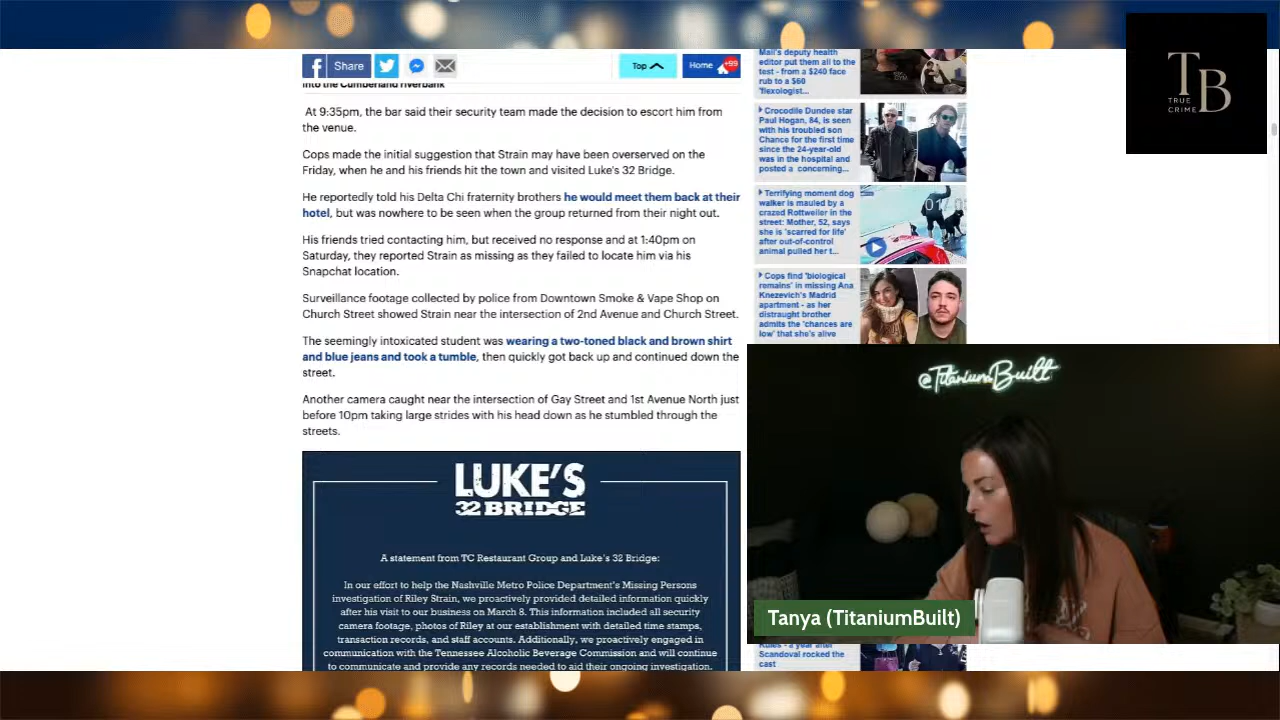 Share
Top
Home
+99
into the Cumberland riverbank
At 9:35pm, the bar said their security team made the decision to escort him from
the venue.
Cops made the initial suggestion that Strain may have been overserved on the
Friday, when he and his friends hit the town and visited Luke's 32 Bridge.
He reportedly told his Delta Chi fraternity brothers he would meet them back at their
hotel, but was nowhere to be seen when the group returned from their night out.
His friends tried contacting him, but received no response and at 1:40pm on
Saturday, they reported Strain as missing as they failed to locate him via his
Snapchat location.
Surveillance footage collected by police from Downtown Smoke & Vape Shop on
Church Street showed Strain near the intersection of 2nd Avenue and Church Street.
The seemingly intoxicated student was wearing a two-toned black and brown shirt
and blue jeans and took a tumble, then quickly got back up and continued down the
street.
Another camera caught near the intersection of Gay Street and 1st Avenue North just
before 10pm taking large strides with his head down as he stumbled through the
streets.
LUKE'S
32 BRIDGE
A statement from TC Restaurant Group and Luke's 32 Bridge:
In our effort to help the Nashville Metro Police Department's Missing Persons
investigation of Riley Strain, we proactively provided detailed information quickly
after his visit to our business on March 8. This information included all security
camera footage, photos of Riley at our establishment with detailed time stamps,
transaction records, and staff accounts. Additionally, we proactively engaged in
communication with the Tennessee Alcoholic Beverage Commission and will continue
to communicate and provide any records needed to aid their ongoing investigation.
Mail's deputy health
editor put them all to the
test - from a $240 face
rub to a $60
'flexologist...
Crocodile Dundee star
Paul Hogan, 84, is seen
with his troubled son
Chance for the first time
since the 24-year-old
was in the hospital and
posted a concerning...
Terrifying moment dog
walker is mauled by a
crazed Rottweiler in the
street: Mother, 52, says
she is 'scarred for life'
after out-of-control
animal pulled her t...
Cops find 'biological
remains' in missing Ana
Knezevich's Madrid
apartment - as her
distraught brother
admits the 'chances are
low' that she's alive
Rules - a year after
Scandoval rocked the
cast
TB
TRUE
CRIME
@TitaniumBuilt
Tanya (TitaniumBuilt)